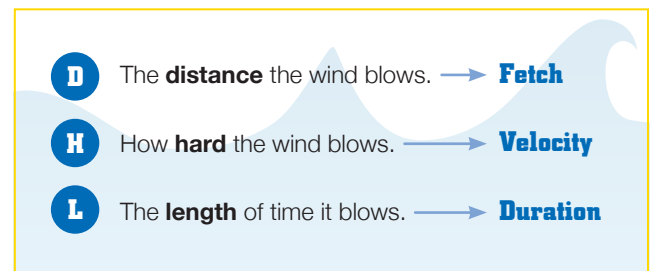 D The distance the wind blows. → Fetch
H How hard the wind blows. → Velocity
L The length of time it blows. → Duration